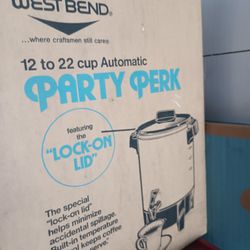 WEST BEND®
...where craftsmen still care®
12 to 22 cup Automatic
PARTY PERK
featuring
the
"LOCK-ON
LID"
The special
"lock-on lid"
helps minimize
accidental spillage.
Built-in temperature
control keeps coffee